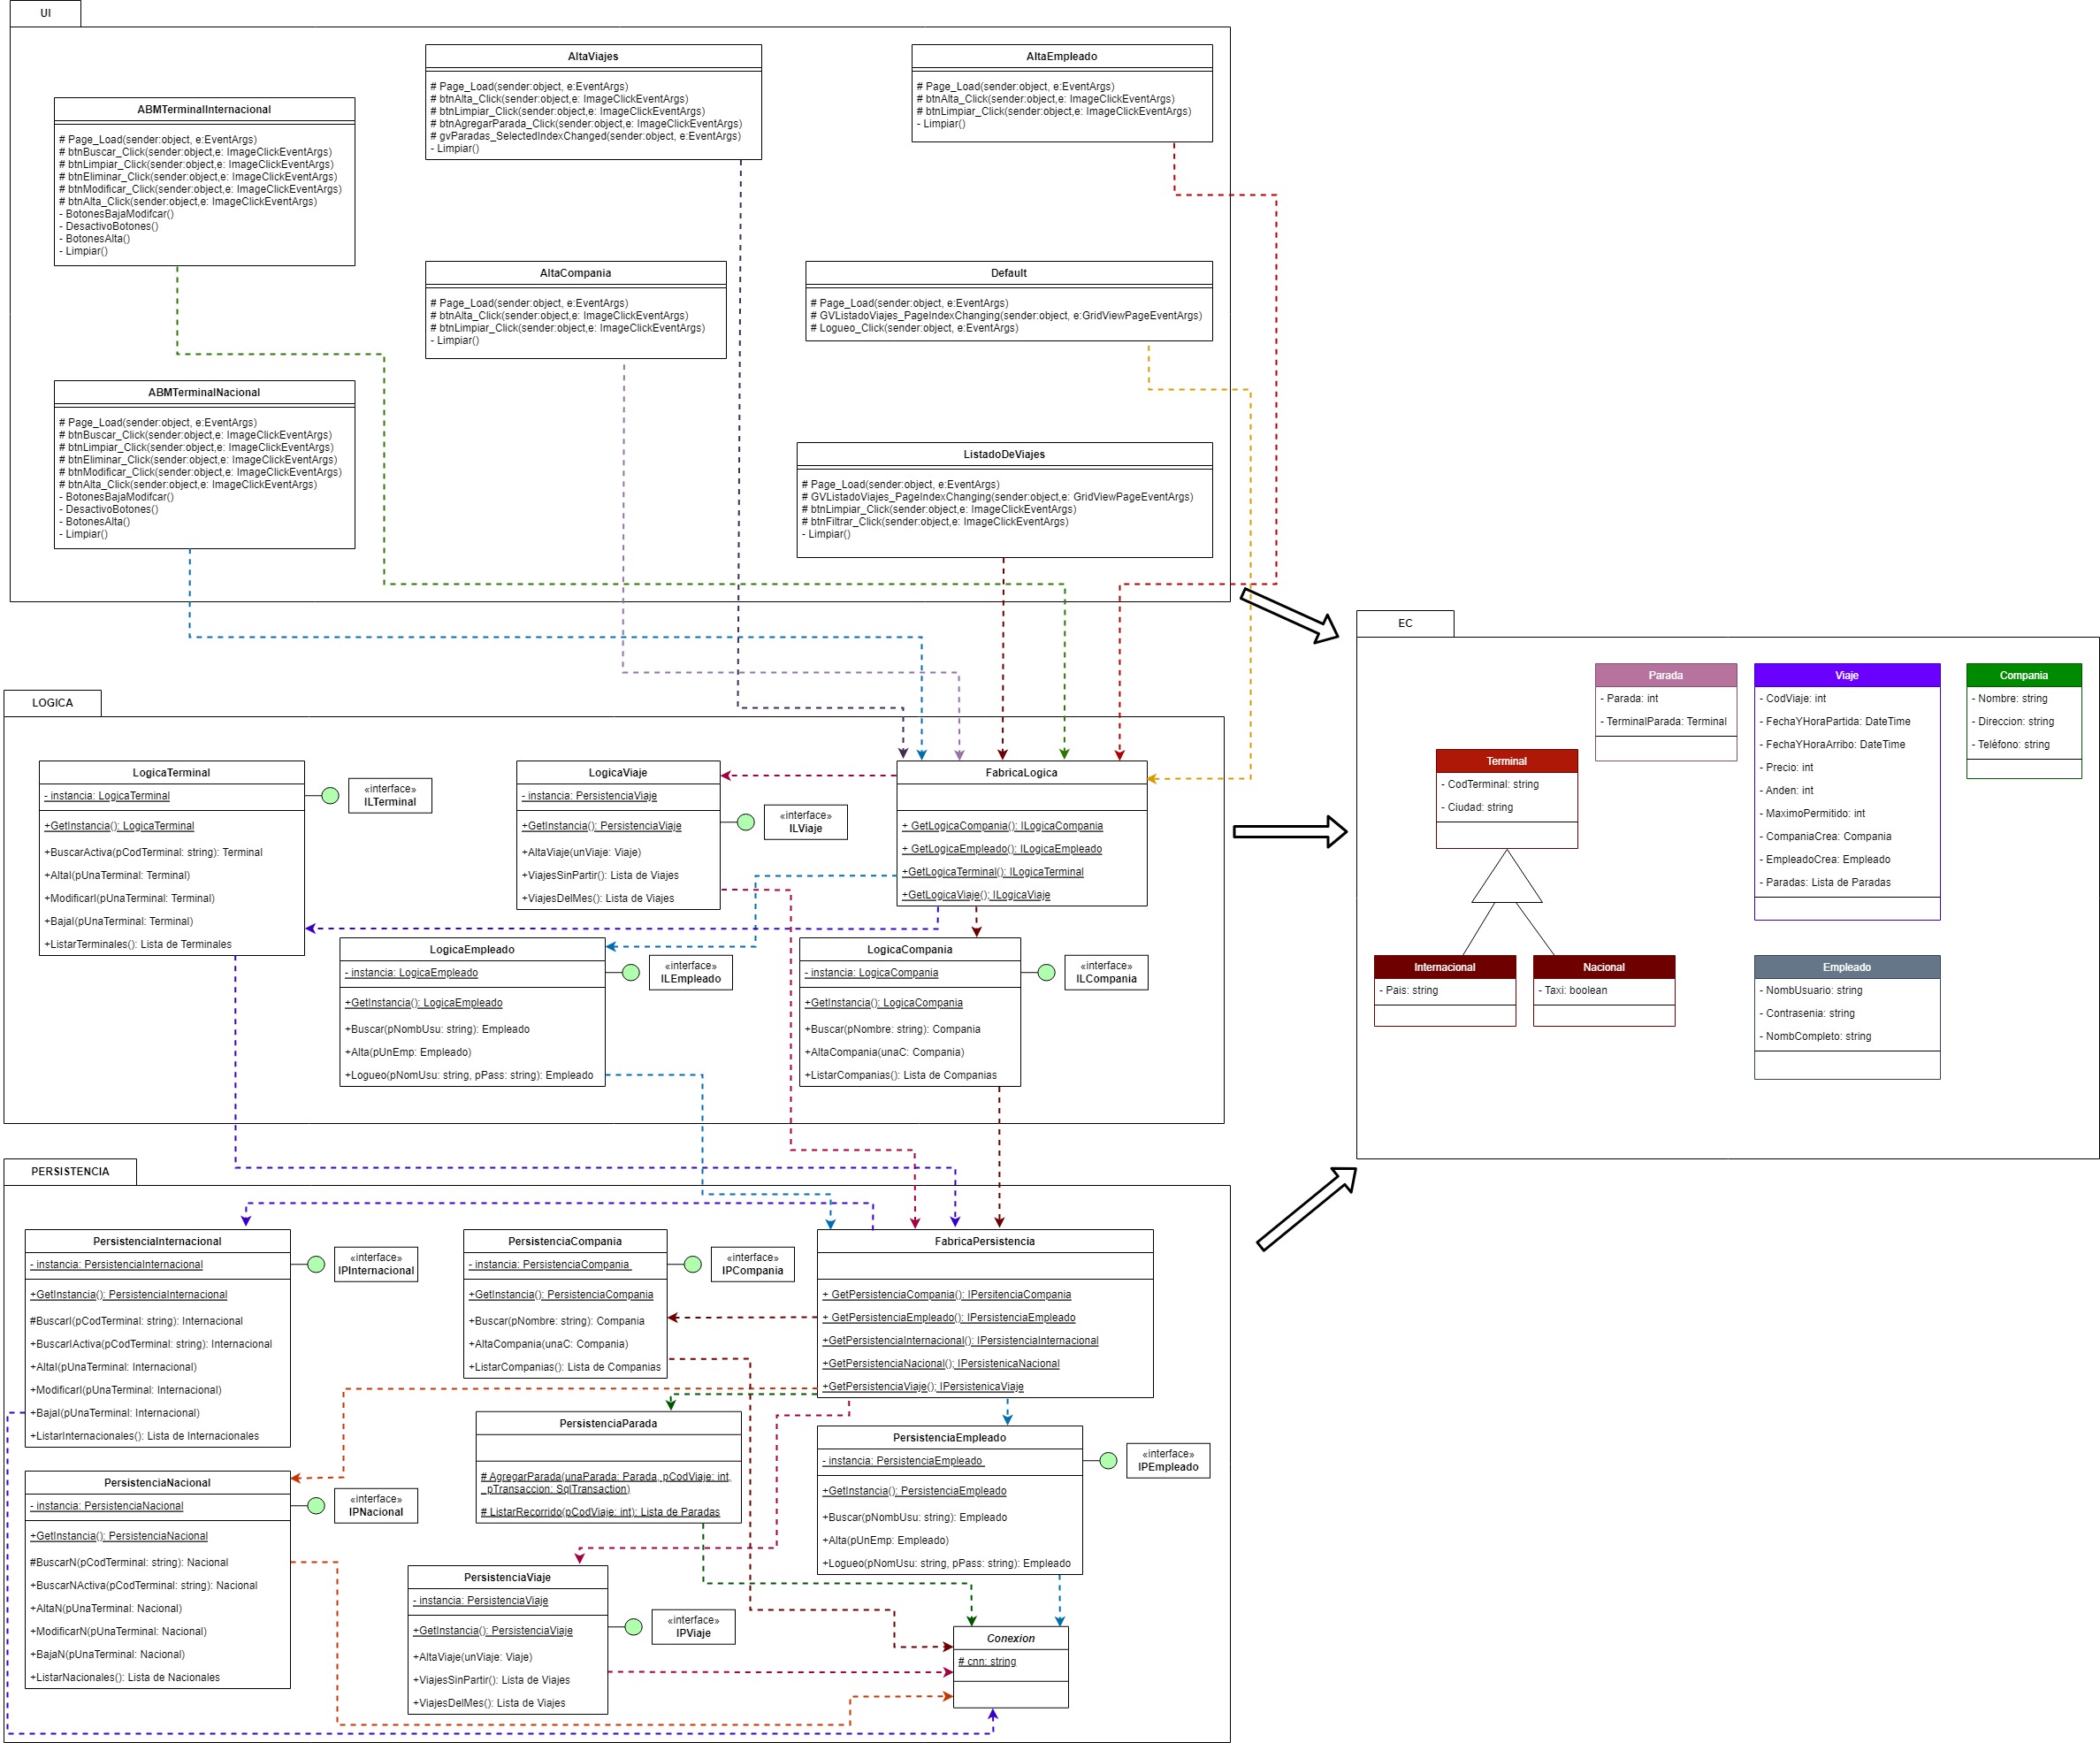 UI
ABMTerminalInternacional
# Page_Load(sender:object, e:EventArgs)
# btnBuscar_Click(sender:object,e: ImageClickEventArgs)
# btnLimpiar_Click(sender:object,e: ImageClickEventArgs)
# btnEliminar_Click(sender:object,e: ImageClickEventArgs)
# btnModificar_Click(sender:object,e: ImageClickEventArgs)
# btnAlta_Click(sender:object,e: ImageClickEventArgs)
- BotonesBajaModifcar()
- DesactivoBotones()
- BotonesAlta()
- Limpiar()
AltaViajes
# Page_Load(sender:object, e:EventArgs)
# btnAlta_Click(sender:object,e: ImageClickEventArgs)
# btnLimpiar_Click(sender:object,e: ImageClickEventArgs)
# btnAgregarParada_Click(sender:object,e: ImageClickEventArgs)
# gvParadas_SelectedIndexChanged(sender:object, e:EventArgs)
- Limpiar()
AltaEmpleado
# Page_Load(sender:object, e:EventArgs)
# btnAlta_Click(sender:object,e: ImageClickEventArgs)
# btnLimpiar_Click(sender:object,e: ImageClickEventArgs)
- Limpiar()
AltaCompania
# Page_Load(sender:object, e:EventArgs)
# btnAlta_Click(sender:object,e: ImageClickEventArgs)
# btnLimpiar_Click(sender:object,e: ImageClickEventArgs)
- Limpiar()
Default
# Page_Load(sender:object, e:EventArgs)
# GVListadoViajes_PageIndexChanging(sender:object, e:GridViewPageEventArgs)
# Logueo_Click(sender:object, e:EventArgs)
ABMTerminalNacional
# Page_Load(sender:object, e:EventArgs)
# btnBuscar_Click(sender:object,e: ImageClickEventArgs)
# btnLimpiar_Click(sender:object,e: ImageClickEventArgs)
# btnEliminar_Click(sender:object,e: ImageClickEventArgs)
# btnModificar_Click(sender:object,e: ImageClickEventArgs)
# btnAlta_Click(sender:object,e: ImageClickEventArgs)
- BotonesBajaModifcar()
- DesactivoBotones()
- BotonesAlta()
- Limpiar()
ListadoDeViajes
# Page_Load(sender:object, e:EventArgs)
# GVListadoViajes_PageIndexChanging(sender:object,e: GridViewPageEventArgs)
# btnLimpiar_Click(sender:object,e: ImageClickEventArgs)
# btnFiltrar_Click(sender:object,e: ImageClickEventArgs)
- Limpiar()
EC
Parada
- Parada: int
- TerminalParada: Terminal
Viaje
- CodViaje: int
- FechaYHoraPartida: DateTime
- FechaYHoraArribo: DateTime
- Precio: int
- Anden: int
- MaximoPermitido: int
- CompaniaCrea: Compania
- EmpleadoCrea: Empleado
- Paradas: Lista de Paradas
Compania
- Nombre: string
- Direccion: string
- Teléfono: string
Terminal
- CodTerminal: string
- Ciudad: string
Internacional
- Pais: string
Nacional
- Taxi: boolean
Empleado
- NombUsuario: string
- Contrasenia: string
- NombCompleto: string
LOGICA
LogicaTerminal
- instancia: LogicaTerminal
+GetInstancia(): LogicaTerminal
+BuscarActiva(pCodTerminal: string): Terminal
+AltaI(pUnaTerminal: Terminal)
+ModificarI(pUnaTerminal: Terminal)
+BajaI(pUnaTerminal: Terminal)
+ListarTerminales(): Lista de Terminales
«interface»
ILTerminal
LogicaViaje
- instancia: PersistenciaViaje
+GetInstancia(): PersistenciaViaje
+AltaViaje(unViaje: Viaje)
+ViajesSinPartir(): Lista de Viajes
+ViajesDelMes(): Lista de Viajes
«interface»
ILViaje
FabricaLogica
+ GetLogicaCompania(): ILogicaCompania
+ GetLogicaEmpleado(): ILogicaEmpleado
+GetLogicaTerminal(): ILogicaTerminal
+GetLogicaViaje(): ILogicaViaje
LogicaEmpleado
- instancia: LogicaEmpleado
+GetInstancia(): LogicaEmpleado
+Buscar(pNombUsu: string): Empleado
+Alta(pUnEmp: Empleado)
+Logueo(pNomUsu: string, pPass: string): Empleado
«interface»
ILEmpleado
LogicaCompania
- instancia: LogicaCompania
+GetInstancia(): LogicaCompania
+Buscar(pNombre: string): Compania
+AltaCompania(unaC: Compania)
+ListarCompanias(): Lista de Companias
«interface»
ILCompania
PERSISTENCIA
PersistenciaInternacional
- instancia: PersistenciaInternacional
+GetInstancia(): PersistenciaInternacional
#BuscarI(pCodTerminal: string): Internacional
+BuscarIActiva(pCodTerminal: string): Internacional
+AltaI(pUnaTerminal: Internacional)
+ModificarI(pUnaTerminal: Internacional)
+BajaI(pUnaTerminal: Internacional)
+ListarInternacionales(): Lista de Internacionales
«interface»
IPInternacional
PersistenciaCompania
- instancia: PersistenciaCompania
+GetInstancia(): PersistenciaCompania
+Buscar(pNombre: string): Compania
+AltaCompania(unaC: Compania)
+ListarCompanias(): Lista de Companias
«interface»
IPCompania
FabricaPersistencia
+ GetPersistenciaCompania(): IPersitenciaCompania
+ GetPersistenciaEmpleado(): IPersistenciaEmpleado
+GetPersistenciaInternacional(): IPersistenciaInternacional
+GetPersistenciaNacional(): IPersistenicaNacional
+GetPersistenciaViaje(): IPersistenicaViaje
PersistenciaParada
# AgregarParada(unaParada: Parada, pCodViaje: int,
pTransaccion: SqlTransaction)
# ListarRecorrido(pCodViaje: int): Lista de Paradas
PersistenciaEmpleado
- instancia: PersistenciaEmpleado
+GetInstancia(): PersistenciaEmpleado
+Buscar(pNombUsu: string): Empleado
+Alta(pUnEmp: Empleado)
+Logueo(pNomUsu: string, pPass: string): Empleado
«interface»
IPEmpleado
PersistenciaNacional
- instancia: PersistenciaNacional
+GetInstancia(): PersistenciaNacional
#BuscarN(pCodTerminal: string): Nacional
+BuscarNActiva(pCodTerminal: string): Nacional
+AltaN(pUnaTerminal: Nacional)
+ModificarN(pUnaTerminal: Nacional)
+BajaN(pUnaTerminal: Nacional)
+ListarNacionales(): Lista de Nacionales
«interface»
IPNacional
PersistenciaViaje
- instancia: PersistenciaViaje
+GetInstancia(): PersistenciaViaje
+AltaViaje(unViaje: Viaje)
+ViajesSinPartir(): Lista de Viajes
+ViajesDelMes(): Lista de Viajes
«interface»
IPViaje
Conexion
# cnn: string